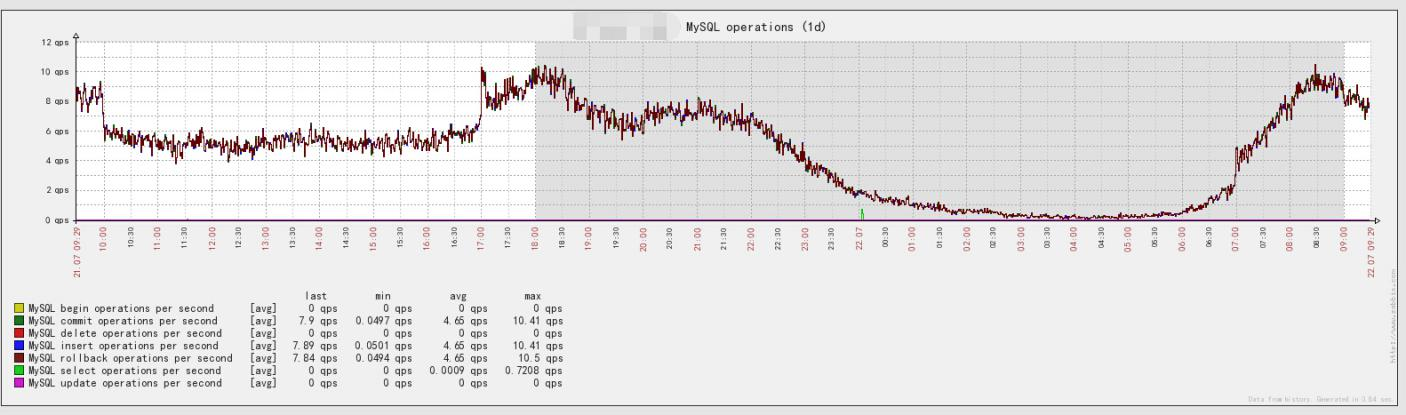 MySQL operations (1d)
12 qps
10 qps
8 qps
6 qps
4 qps
2 qps
0 qps
21.07 09:29 10:00 10:30 11:00 11:30 12:00 12:30 13:00 13:30 14:00 14:30 15:00 15:30 16:00 16:30 17:00 17:30 18:00 18:30 19:00 19:30 20:00 20:30 21:00 21:30 22:00 22:30 23:00 23:30 22.07 00:30 01:00 01:30 02:00 02:30 03:00 03:30 04:00 04:30 05:00 05:30 06:00 06:30 07:00 07:30 08:00 08:30 09:00 22.07 09:29
last min avg max
MySQL begin operations per second [avg] 0 qps 0 qps 0 qps 0 qps
MySQL commit operations per second [avg] 7.9 qps 0.0497 qps 4.65 qps 10.41 qps
MySQL delete operations per second [avg] 0 qps 0 qps 0 qps 0 qps
MySQL insert operations per second [avg] 7.89 qps 0.0501 qps 4.65 qps 10.41 qps
MySQL rollback operations per second [avg] 7.84 qps 0.0494 qps 4.65 qps 10.5 qps
MySQL select operations per second [avg] 0 qps 0 qps 0.0009 qps 0.7208 qps
MySQL update operations per second [avg] 0 qps 0 qps 0 qps 0 qps
http://www.zabbix.com
Data from history. Generated in 0.84 sec.